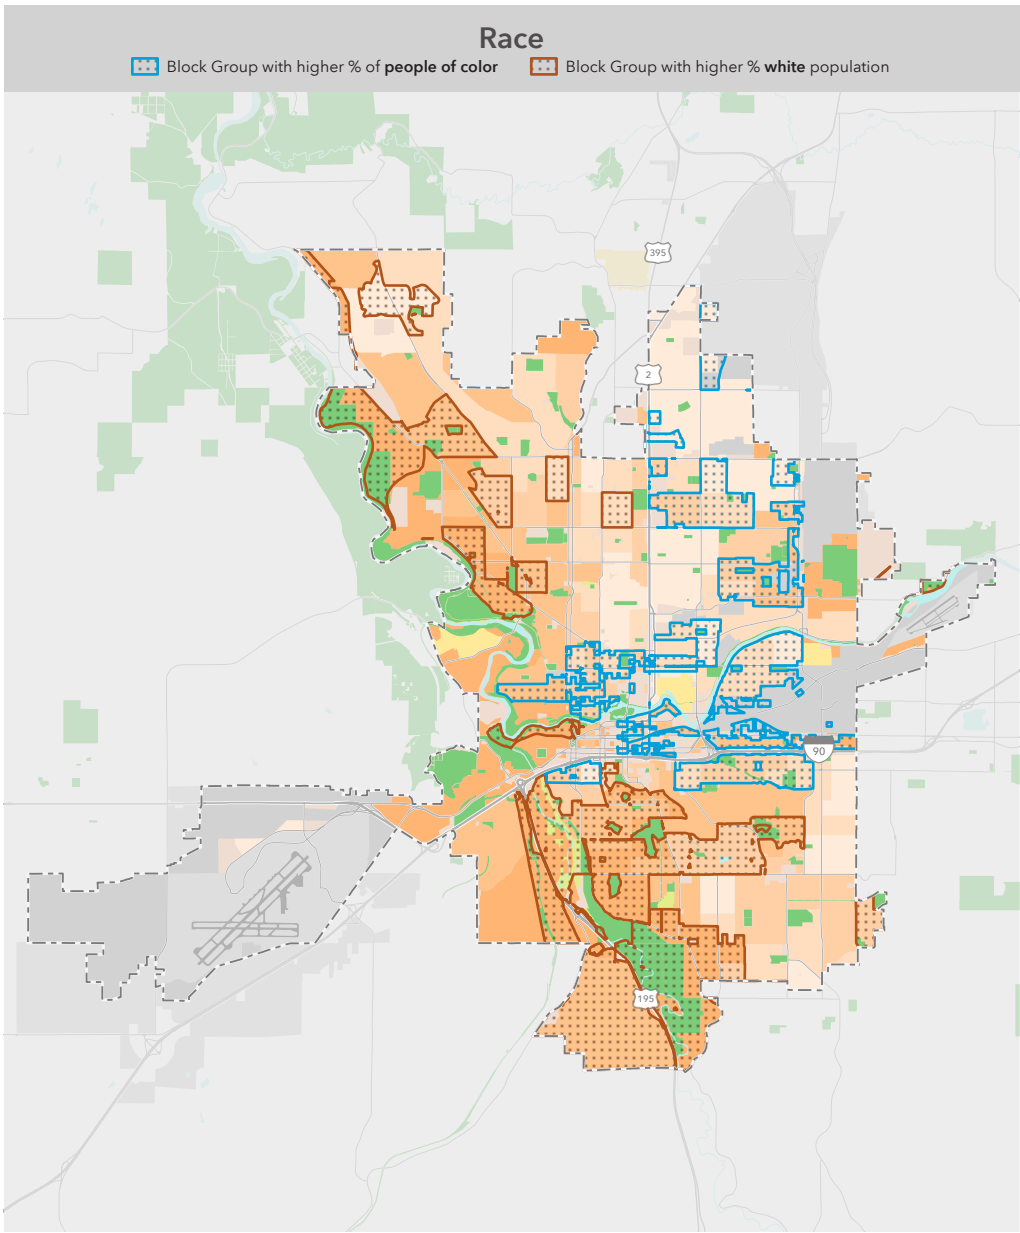 Race
Block Group with higher % of people of color
Block Group with higher % white population
395
2
90
195